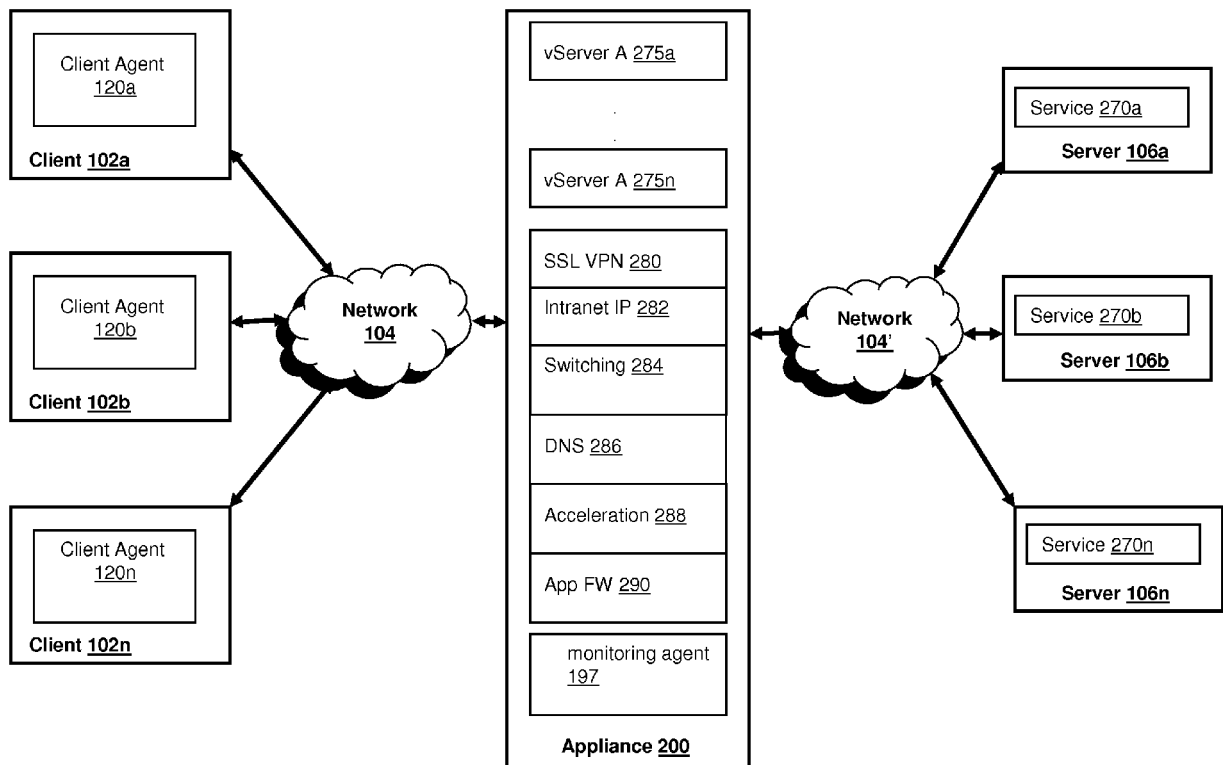 Client Agent
120a
Client 102a
Client Agent
120b
Client 102b
Client Agent
120n
Client 102n
Network
104
vServer A 275a
vServer A 275n
SSL VPN 280
Intranet IP 282
Switching 284
DNS 286
Acceleration 288
App FW 290
monitoring agent
197
Appliance 200
Network
104'
Service 270a
Server 106a
Service 270b
Server 106b
Service 270n
Server 106n